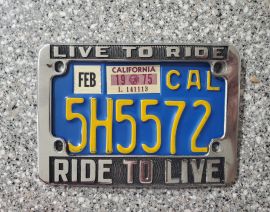 LIVE TO RIDE
CALIFORNIA
FEB 19 75 CAL
L 141113
5H5572
RIDE TO LIVE